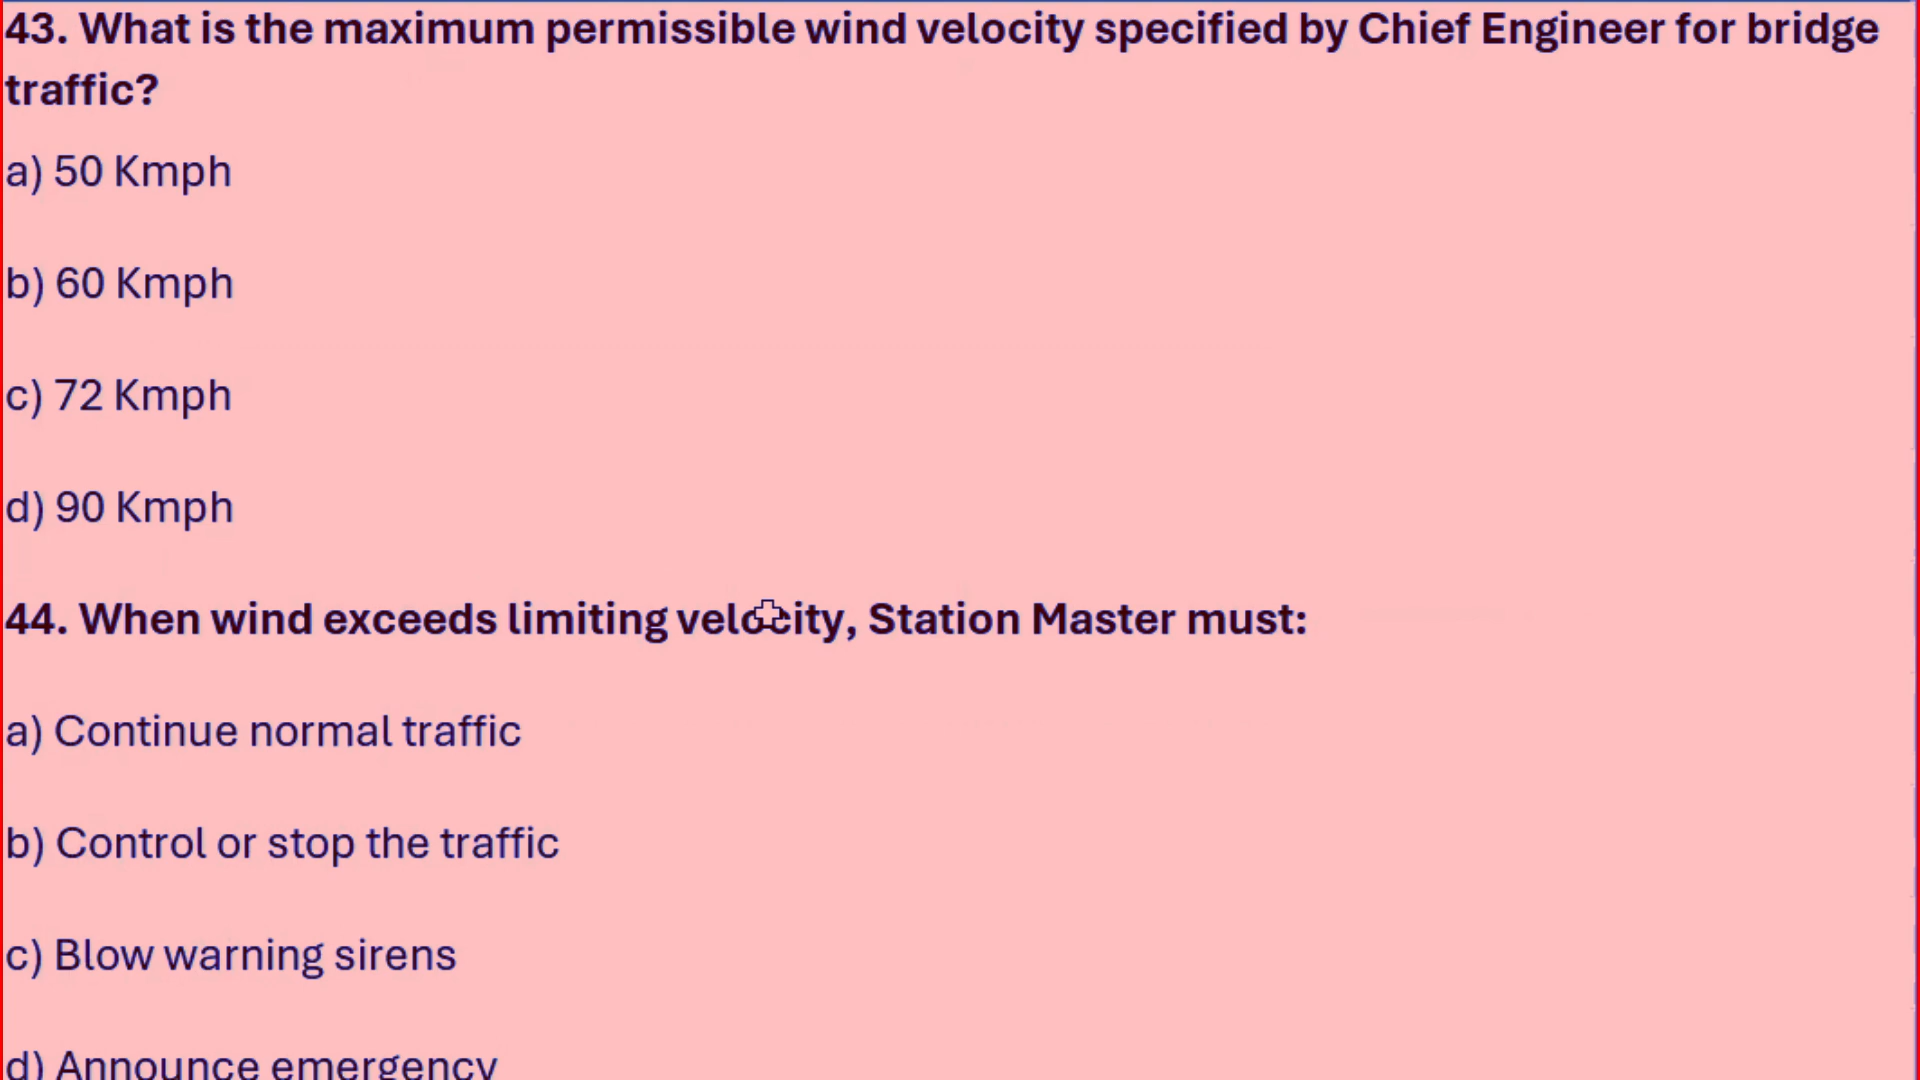 43. What is the maximum permissible wind velocity specified by Chief Engineer for bridge
traffic?
a) 50 Kmph
b) 60 Kmph
c) 72 Kmph
d) 90 Kmph
44. When wind exceeds limiting velocity, Station Master must:
a) Continue normal traffic
b) Control or stop the traffic
c) Blow warning sirens
d) Announce emergency